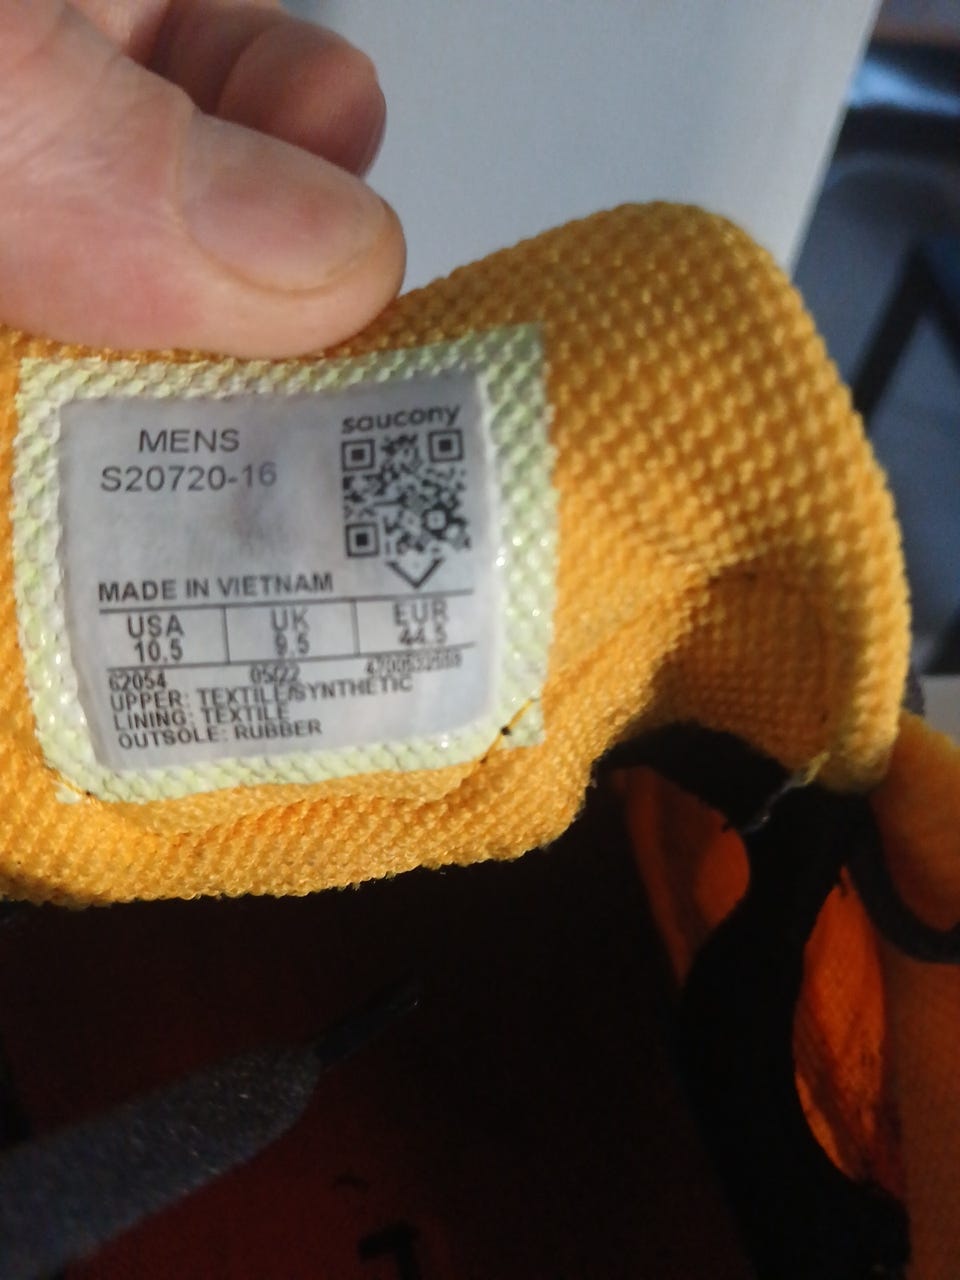 saucony
MENS
S20720-16
MADE IN VIETNAM
USA UK EUR
10.5 9.5 44.5
62054 05/22
UPPER: TEXTILE/SYNTHETIC
LINING: TEXTILE
OUTSOLE: RUBBER